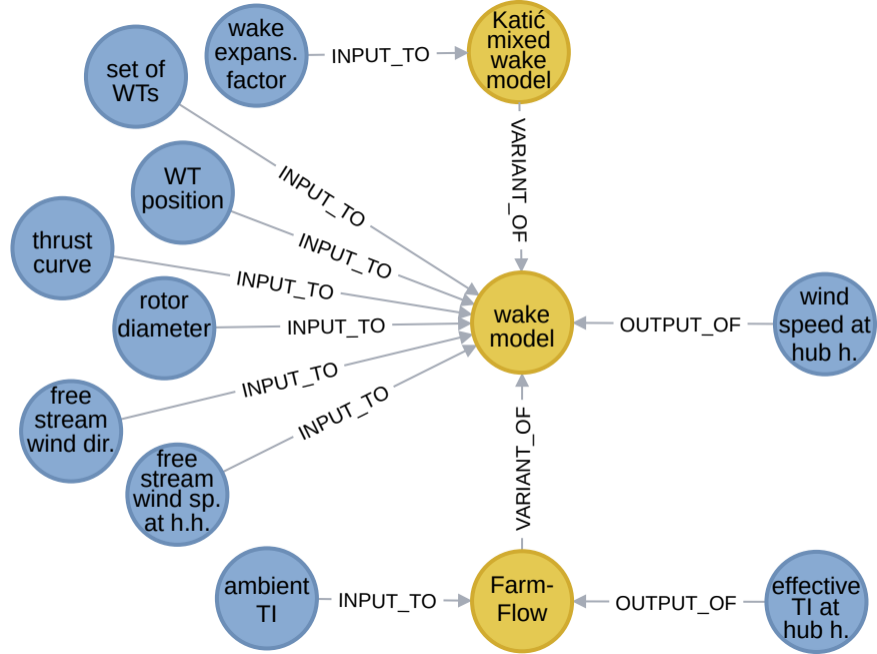 wake
expans.
factor
INPUT_TO
Katić
mixed
wake
model
set of
WTs
INPUT_TO
VARIANT_OF
WT
position
INPUT_TO
thrust
curve
INPUT_TO
rotor
diameter
INPUT_TO
wake
model
OUTPUT_OF
wind
speed at
hub h.
free
stream
wind dir.
INPUT_TO
free
stream
wind sp.
at h.h.
INPUT_TO
VARIANT_OF
ambient
TI
INPUT_TO
Farm-
Flow
OUTPUT_OF
effective
TI at
hub h.